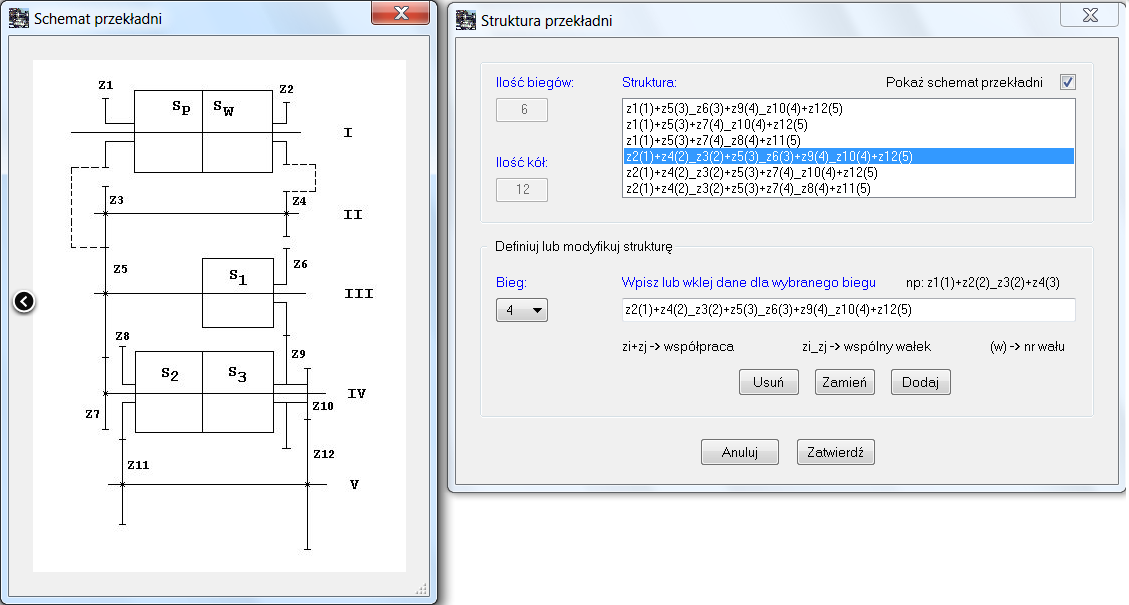 Schemat przekładni
Z1
Z2
Sp
Sw
I
Z3
Z4
II
Z5
Z6
S1
III
Z8
Z9
S2
S3
IV
Z7
Z10
Z11
Z12
V
Struktura przekładni
Ilość biegów:
Struktura:
Pokaż schemat przekładni
6
z1(1)+z5(3)_z6(3)+z9(4)_z10(4)+z12(5)
z1(1)+z5(3)+z7(4)_z10(4)+z12(5)
z1(1)+z5(3)+z7(4)_z8(4)+z11(5)
z2(1)+z4(2)_z3(2)+z5(3)_z6(3)+z9(4)_z10(4)+z12(5)
z2(1)+z4(2)_z3(2)+z5(3)+z7(4)_z10(4)+z12(5)
z2(1)+z4(2)_z3(2)+z5(3)+z7(4)_z8(4)+z11(5)
Ilość kół:
12
Definiuj lub modyfikuj strukturę
Bieg:
Wpisz lub wklej dane dla wybranego biegu
np: z1(1)+z2(2)_z3(2)+z4(3)
4
z2(1)+z4(2)_z3(2)+z5(3)_z6(3)+z9(4)_z10(4)+z12(5)
zi+zj -> współpraca
zi_zj -> wspólny wałek
(w) -> nr wału
Usuń
Zamień
Dodaj
Anuluj
Zatwierdź